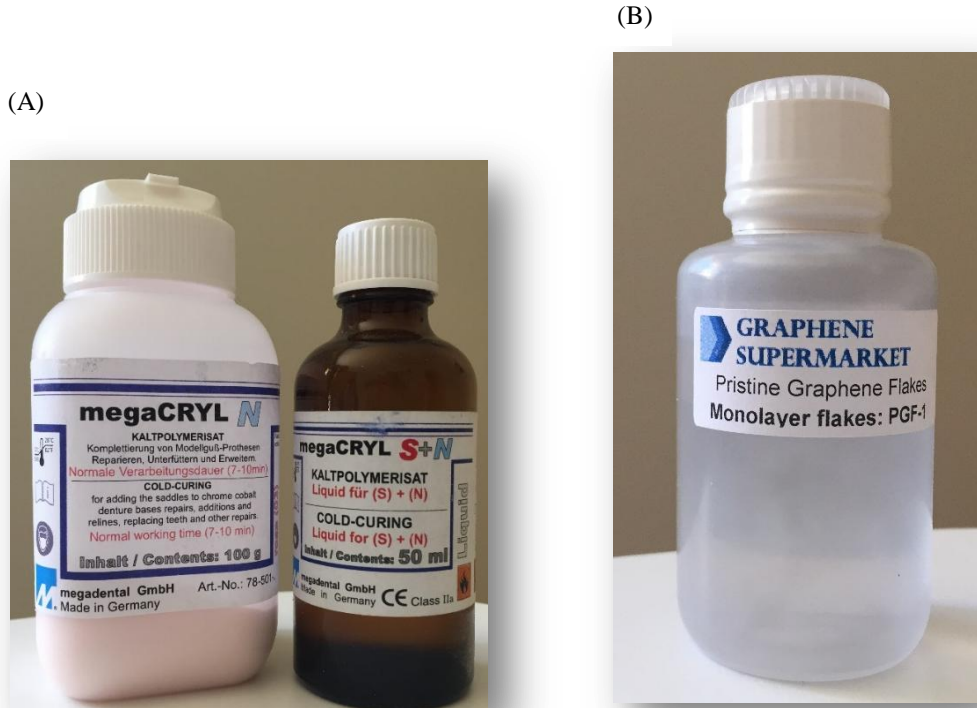 (B)
(A)
megaCRYL N
KALTPOLYMERISAT
Komplettierung von Modellguß-Prothesen
Reparieren, Unterfüttern und Erweitern.
Normale Verarbeitungsdauer (7-10min)
COLD-CURING
for adding the saddles to chrome cobalt
denture bases repairs, additions and
relines, replacing teeth and other repairs.
Normal working time (7-10 min)
Inhalt / Contents: 100 g
megadental GmbH
Made in Germany
Art.-No.: 78-501-
megaCRYL S+N
KALTPOLYMERISAT
Liquid für (S) + (N)
COLD-CURING
Liquid for (S) + (N)
Inhalt / Contents: 50 ml
megadental GmbH
Made in Germany CE Class IIa
Liquid
GRAPHENE
SUPERMARKET
Pristine Graphene Flakes
Monolayer flakes: PGF-1